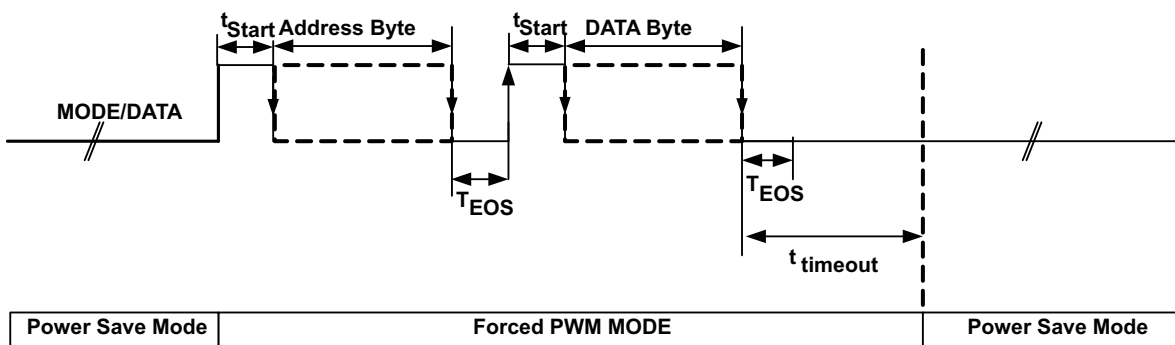 tStart Address Byte tStart DATA Byte
MODE/DATA
TEOS TEOS
t timeout
Power Save Mode Forced PWM MODE Power Save Mode